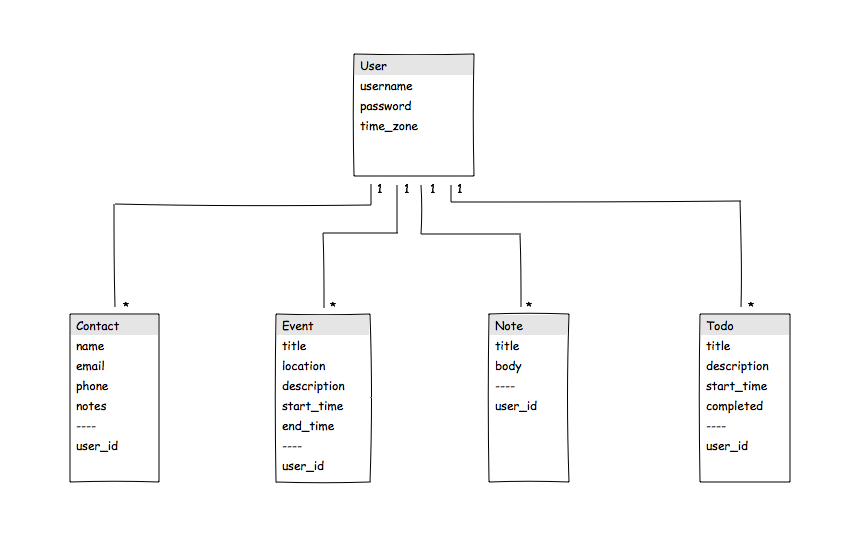 User
username
password
time_zone
1 1 1 1
* * * *
Contact
name
email
phone
notes
----
user_id
Event
title
location
description
start_time
end_time
----
user_id
Note
title
body
----
user_id
Todo
title
description
start_time
completed
----
user_id